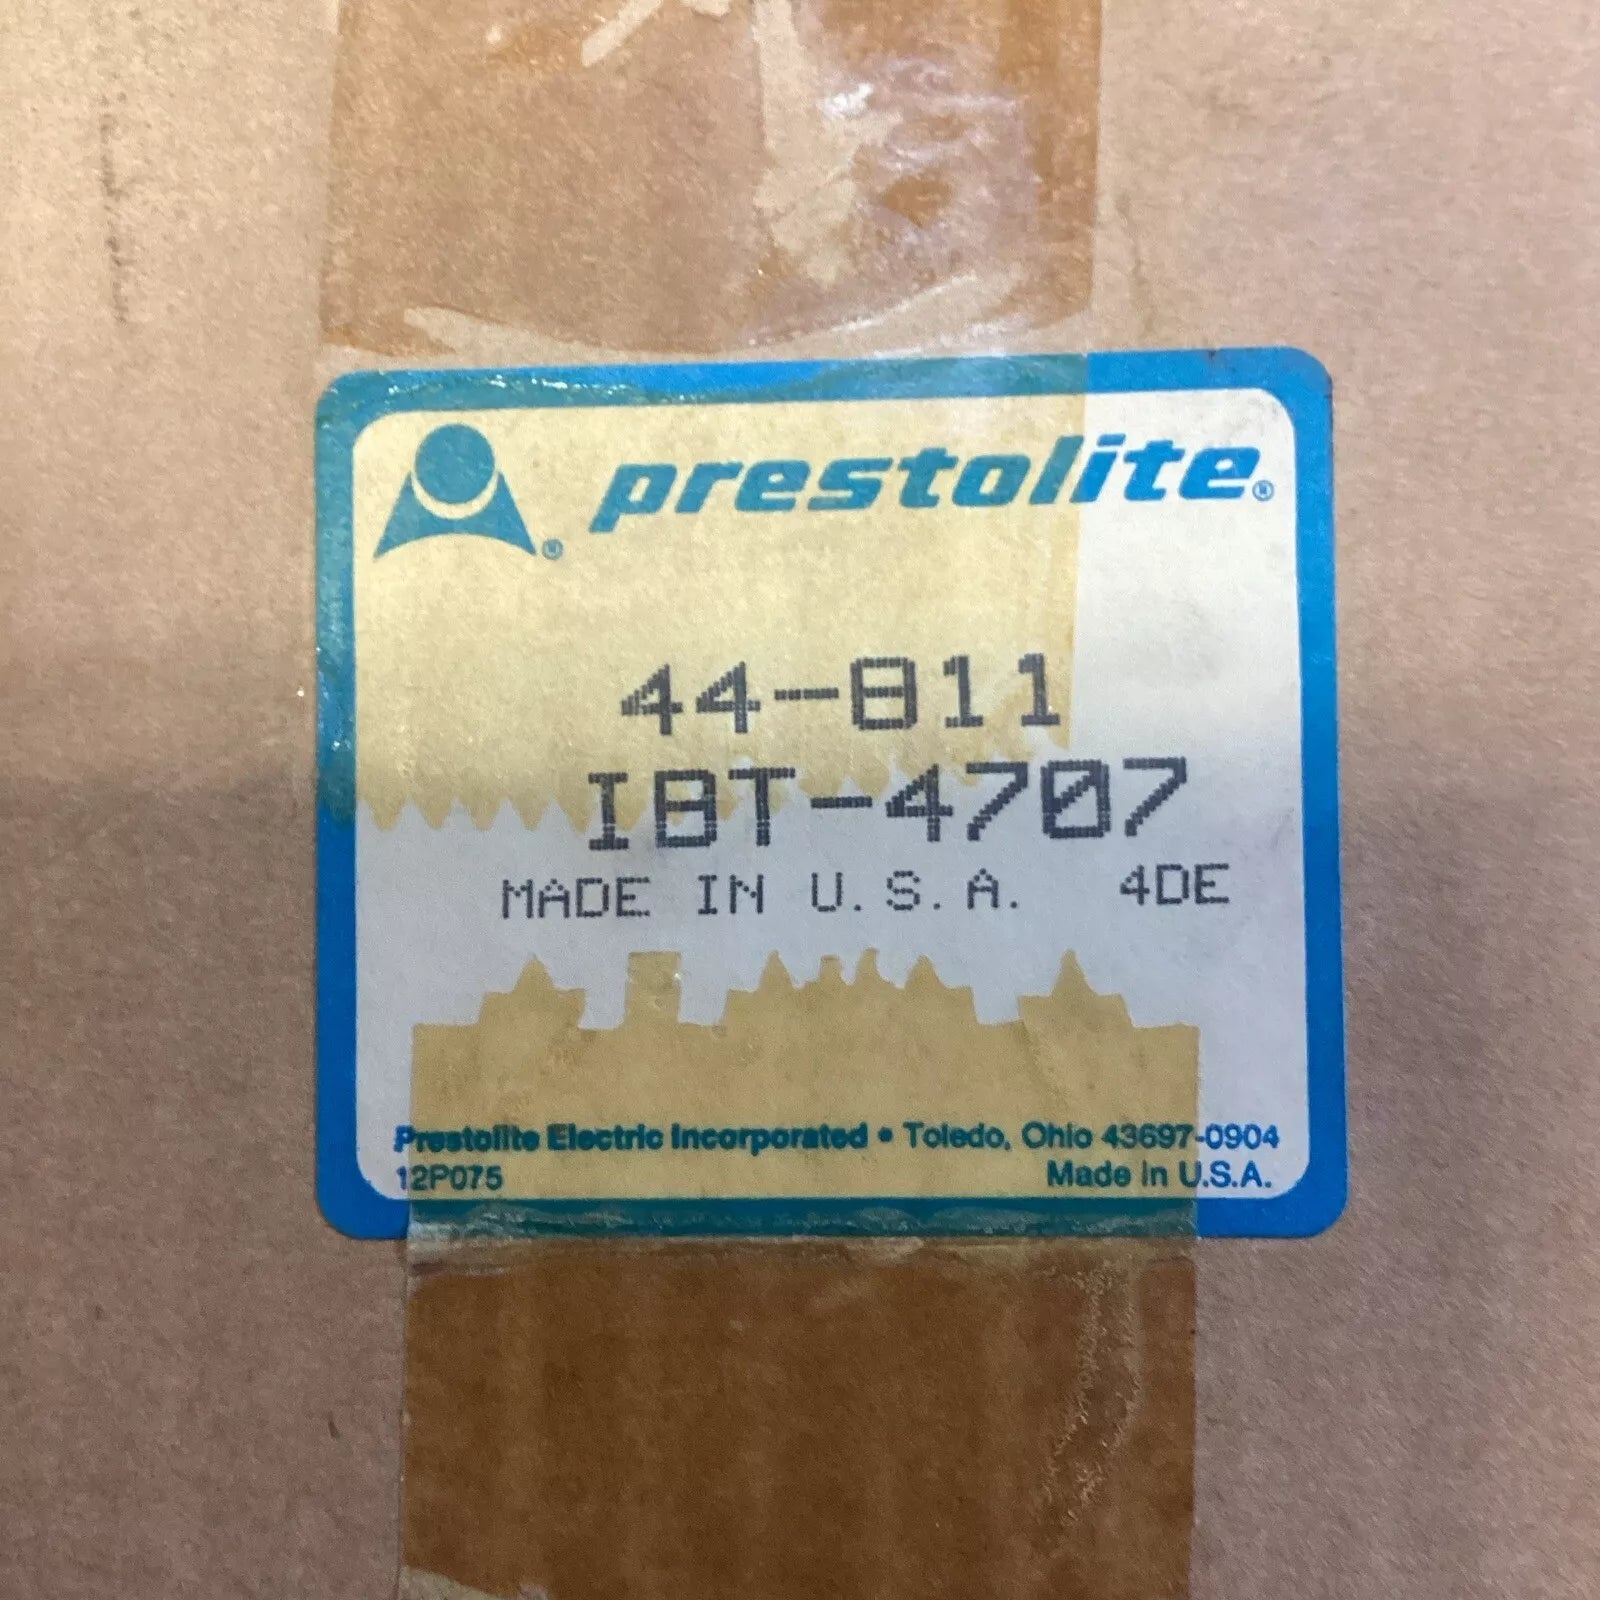 prestolite®
44-811
IBT-4707
MADE IN U.S.A. 4DE
Prestolite Electric Incorporated • Toledo, Ohio 43697-0904
12P075 Made in U.S.A.